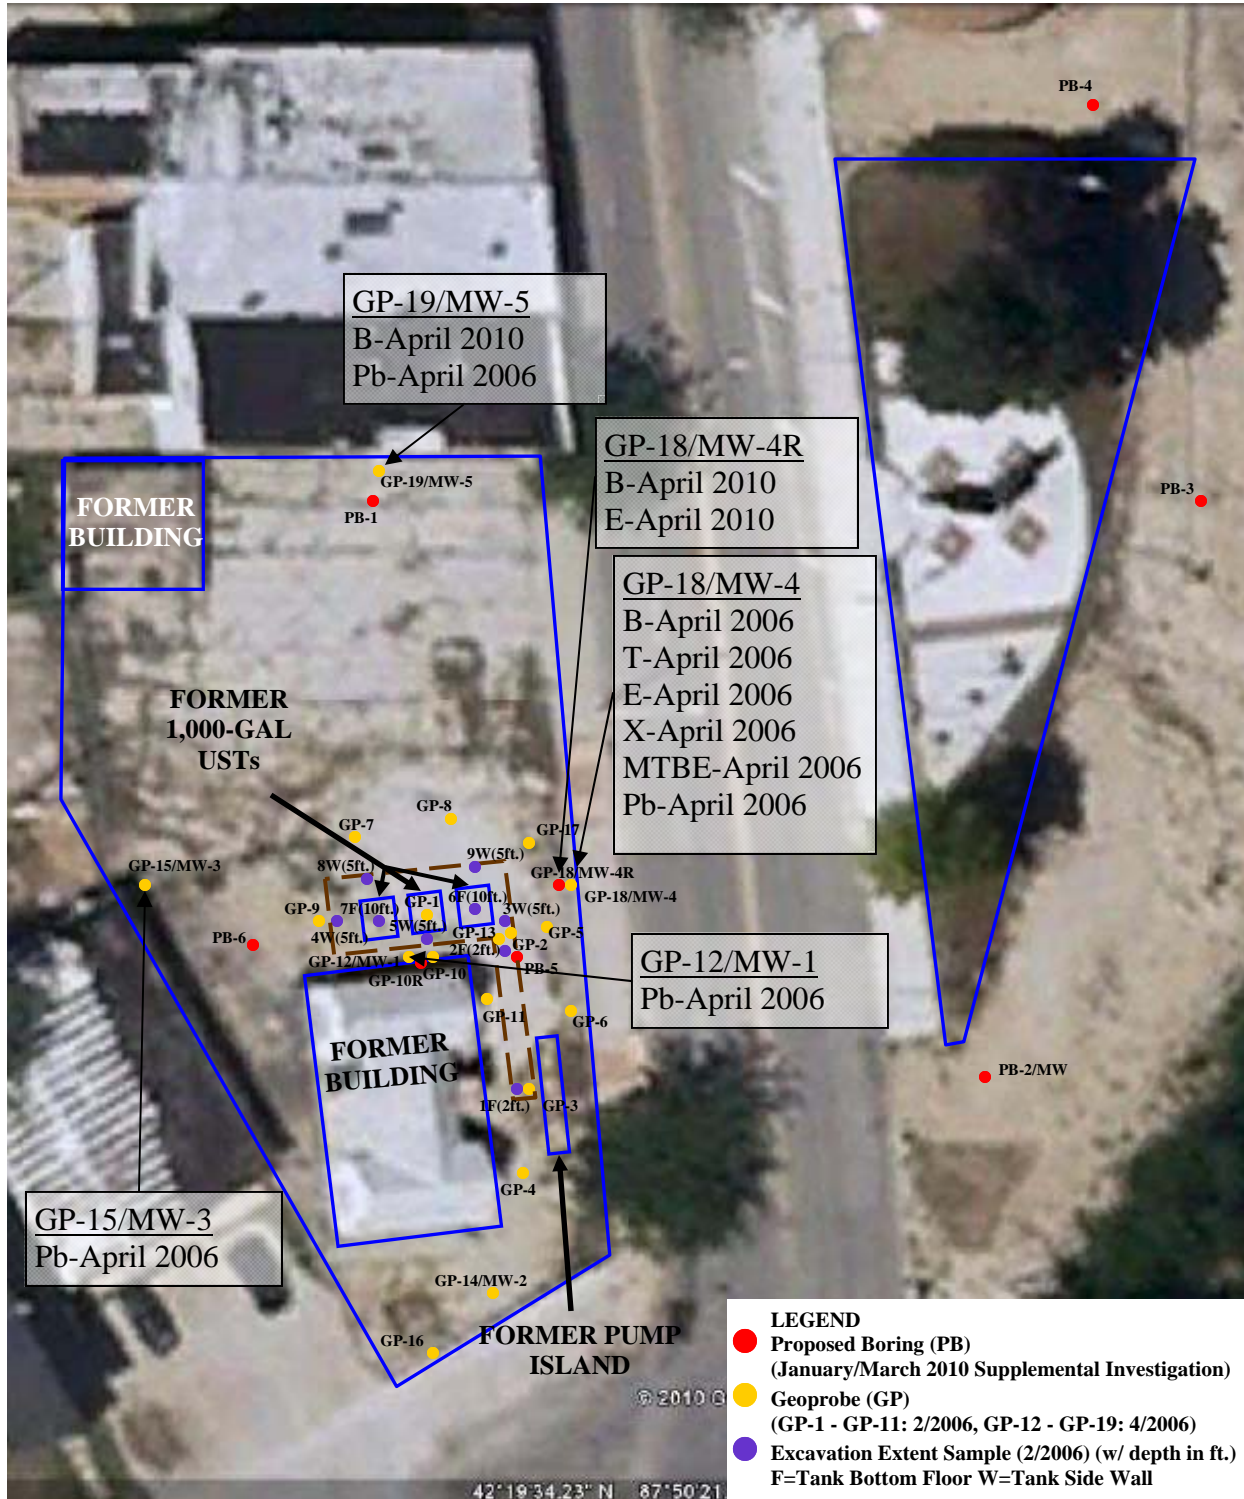 PB-4
GP-19/MW-5
B-April 2010
Pb-April 2006
GP-18/MW-4R
B-April 2010
E-April 2010
GP-19/MW-5
FORMER
BUILDING
PB-1
PB-3
GP-18/MW-4
B-April 2006
T-April 2006
E-April 2006
X-April 2006
MTBE-April 2006
Pb-April 2006
FORMER
1,000-GAL
USTs
GP-8
GP-7
GP-17
9W(5ft.)
8W(5ft.)
GP-15/MW-3
GP-18/MW-4R
GP-18/MW-4
7F(10ft.)
GP-1
6F(10ft.)
GP-9
3W(5ft.)
5W(5ft.)
GP-13
GP-5
4W(5ft.)
PB-6
GP-2
2F(2ft.)
GP-12/MW-1
PB-5
GP-10
GP-10R
GP-12/MW-1
Pb-April 2006
GP-11
GP-6
FORMER
BUILDING
PB-2/MW
1F(2ft.)
GP-3
GP-4
GP-15/MW-3
Pb-April 2006
GP-14/MW-2
GP-16
FORMER PUMP
ISLAND
© 2010 G
LEGEND
Proposed Boring (PB)
(January/March 2010 Supplemental Investigation)
Geoprobe (GP)
(GP-1 - GP-11: 2/2006, GP-12 - GP-19: 4/2006)
Excavation Extent Sample (2/2006) (w/ depth in ft.)
F=Tank Bottom Floor W=Tank Side Wall
42°19'34.23" N 87°50'21.